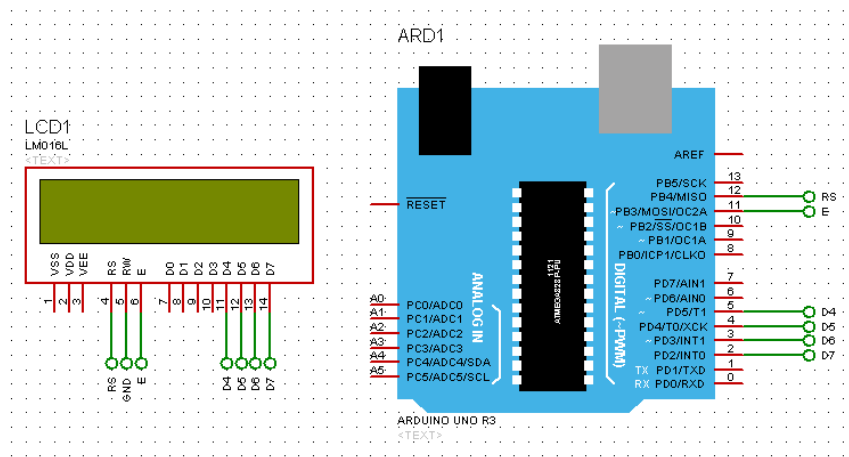 LCD1
LM016L
<TEXT>
VSS
VDD
VEE
RS
RW
E
D0
D1
D2
D3
D4
D5
D6
D7
1
2
3
4
5
6
7
8
9
10
11
12
13
14
RS
GND
E
D4
D5
D6
D7
ARD1
RESET
A0 PC0/ADC0
A1 PC1/ADC1
A2 PC2/ADC2
A3 PC3/ADC3
A4 PC4/ADC4/SDA
A5 PC5/ADC5/SCL
ANALOG IN
1121
DIGITAL (~PWM)
AREF
PB5/SCK 13
PB4/MISO 12 RS
~PB3/MOSI/OC2A 11 E
~ PB2/SS/OC1B 10
~ PB1/OC1A 9
PB0/ICP1/CLKO 8
PD7/AIN1 7
~ PD6/AIN0 6
~ PD5/T1 5 D4
PD4/T0/XCK 4 D5
~ PD3/INT1 3 D6
PD2/INT0 2 D7
TX PD1/TXD 1
RX PD0/RXD 0
ARDUINO UNO R3
<TEXT>